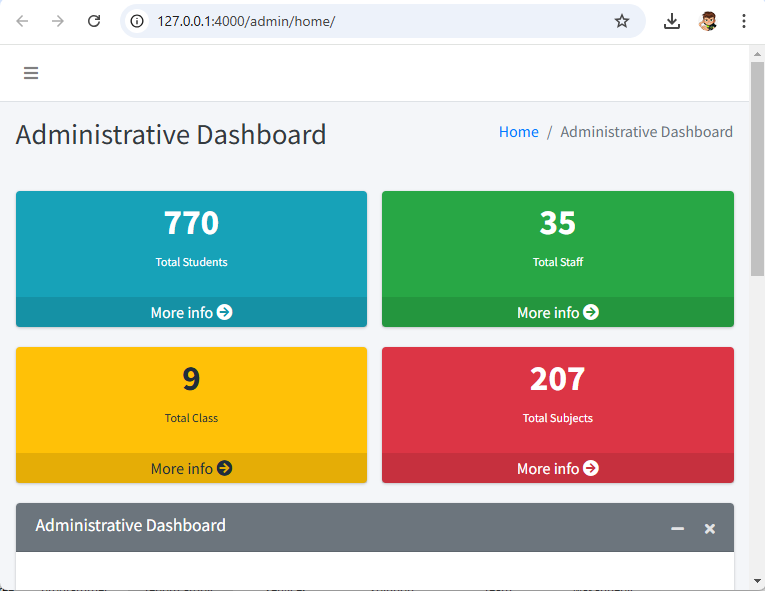 127.0.0.1:4000/admin/home/
Administrative Dashboard
Home / Administrative Dashboard
770
Total Students
More info
35
Total Staff
More info
9
Total Class
More info
207
Total Subjects
More info
Administrative Dashboard